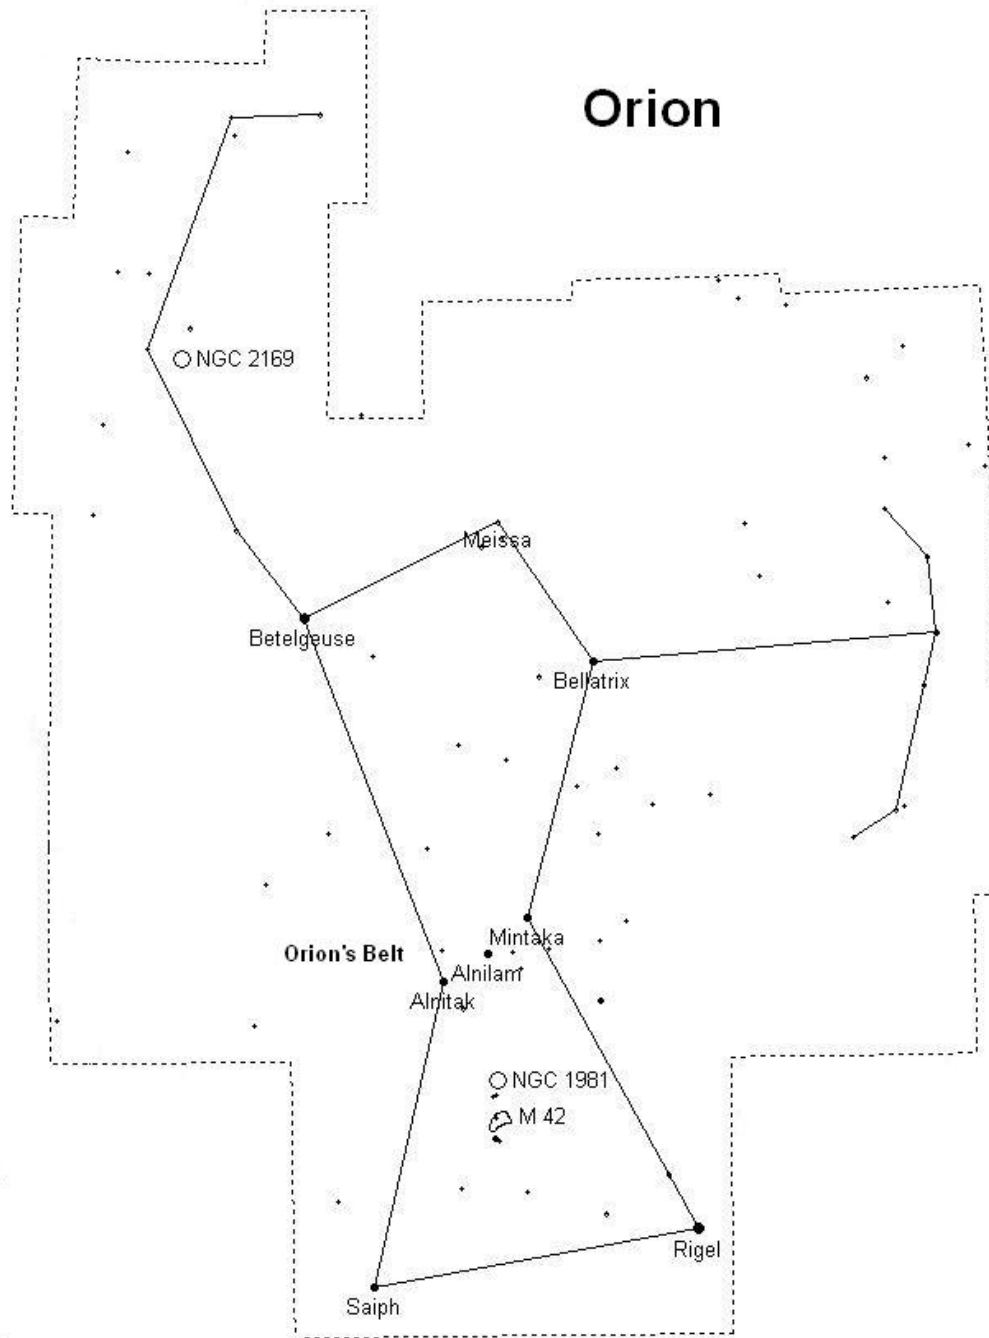 Orion
NGC 2169
Meissa
Betelgeuse
Bellatrix
Mintaka
Orion's Belt
Alnilam
Alnitak
NGC 1981
M 42
Rigel
Saiph